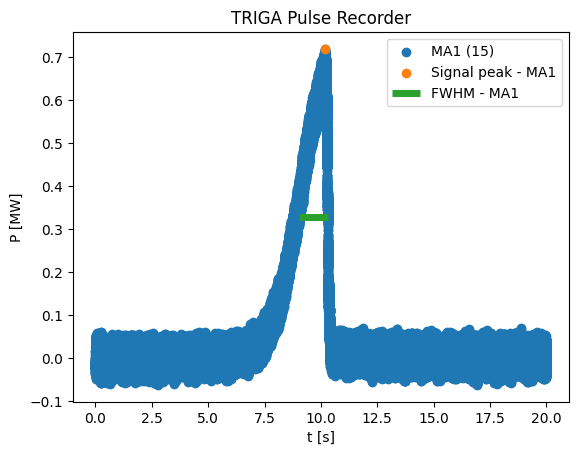 TRIGA Pulse Recorder
MA1 (15)
Signal peak - MA1
FWHM - MA1
P [MW]
0.7
0.6
0.5
0.4
0.3
0.2
0.1
0.0
−0.1
0.0 2.5 5.0 7.5 10.0 12.5 15.0 17.5 20.0
t [s]